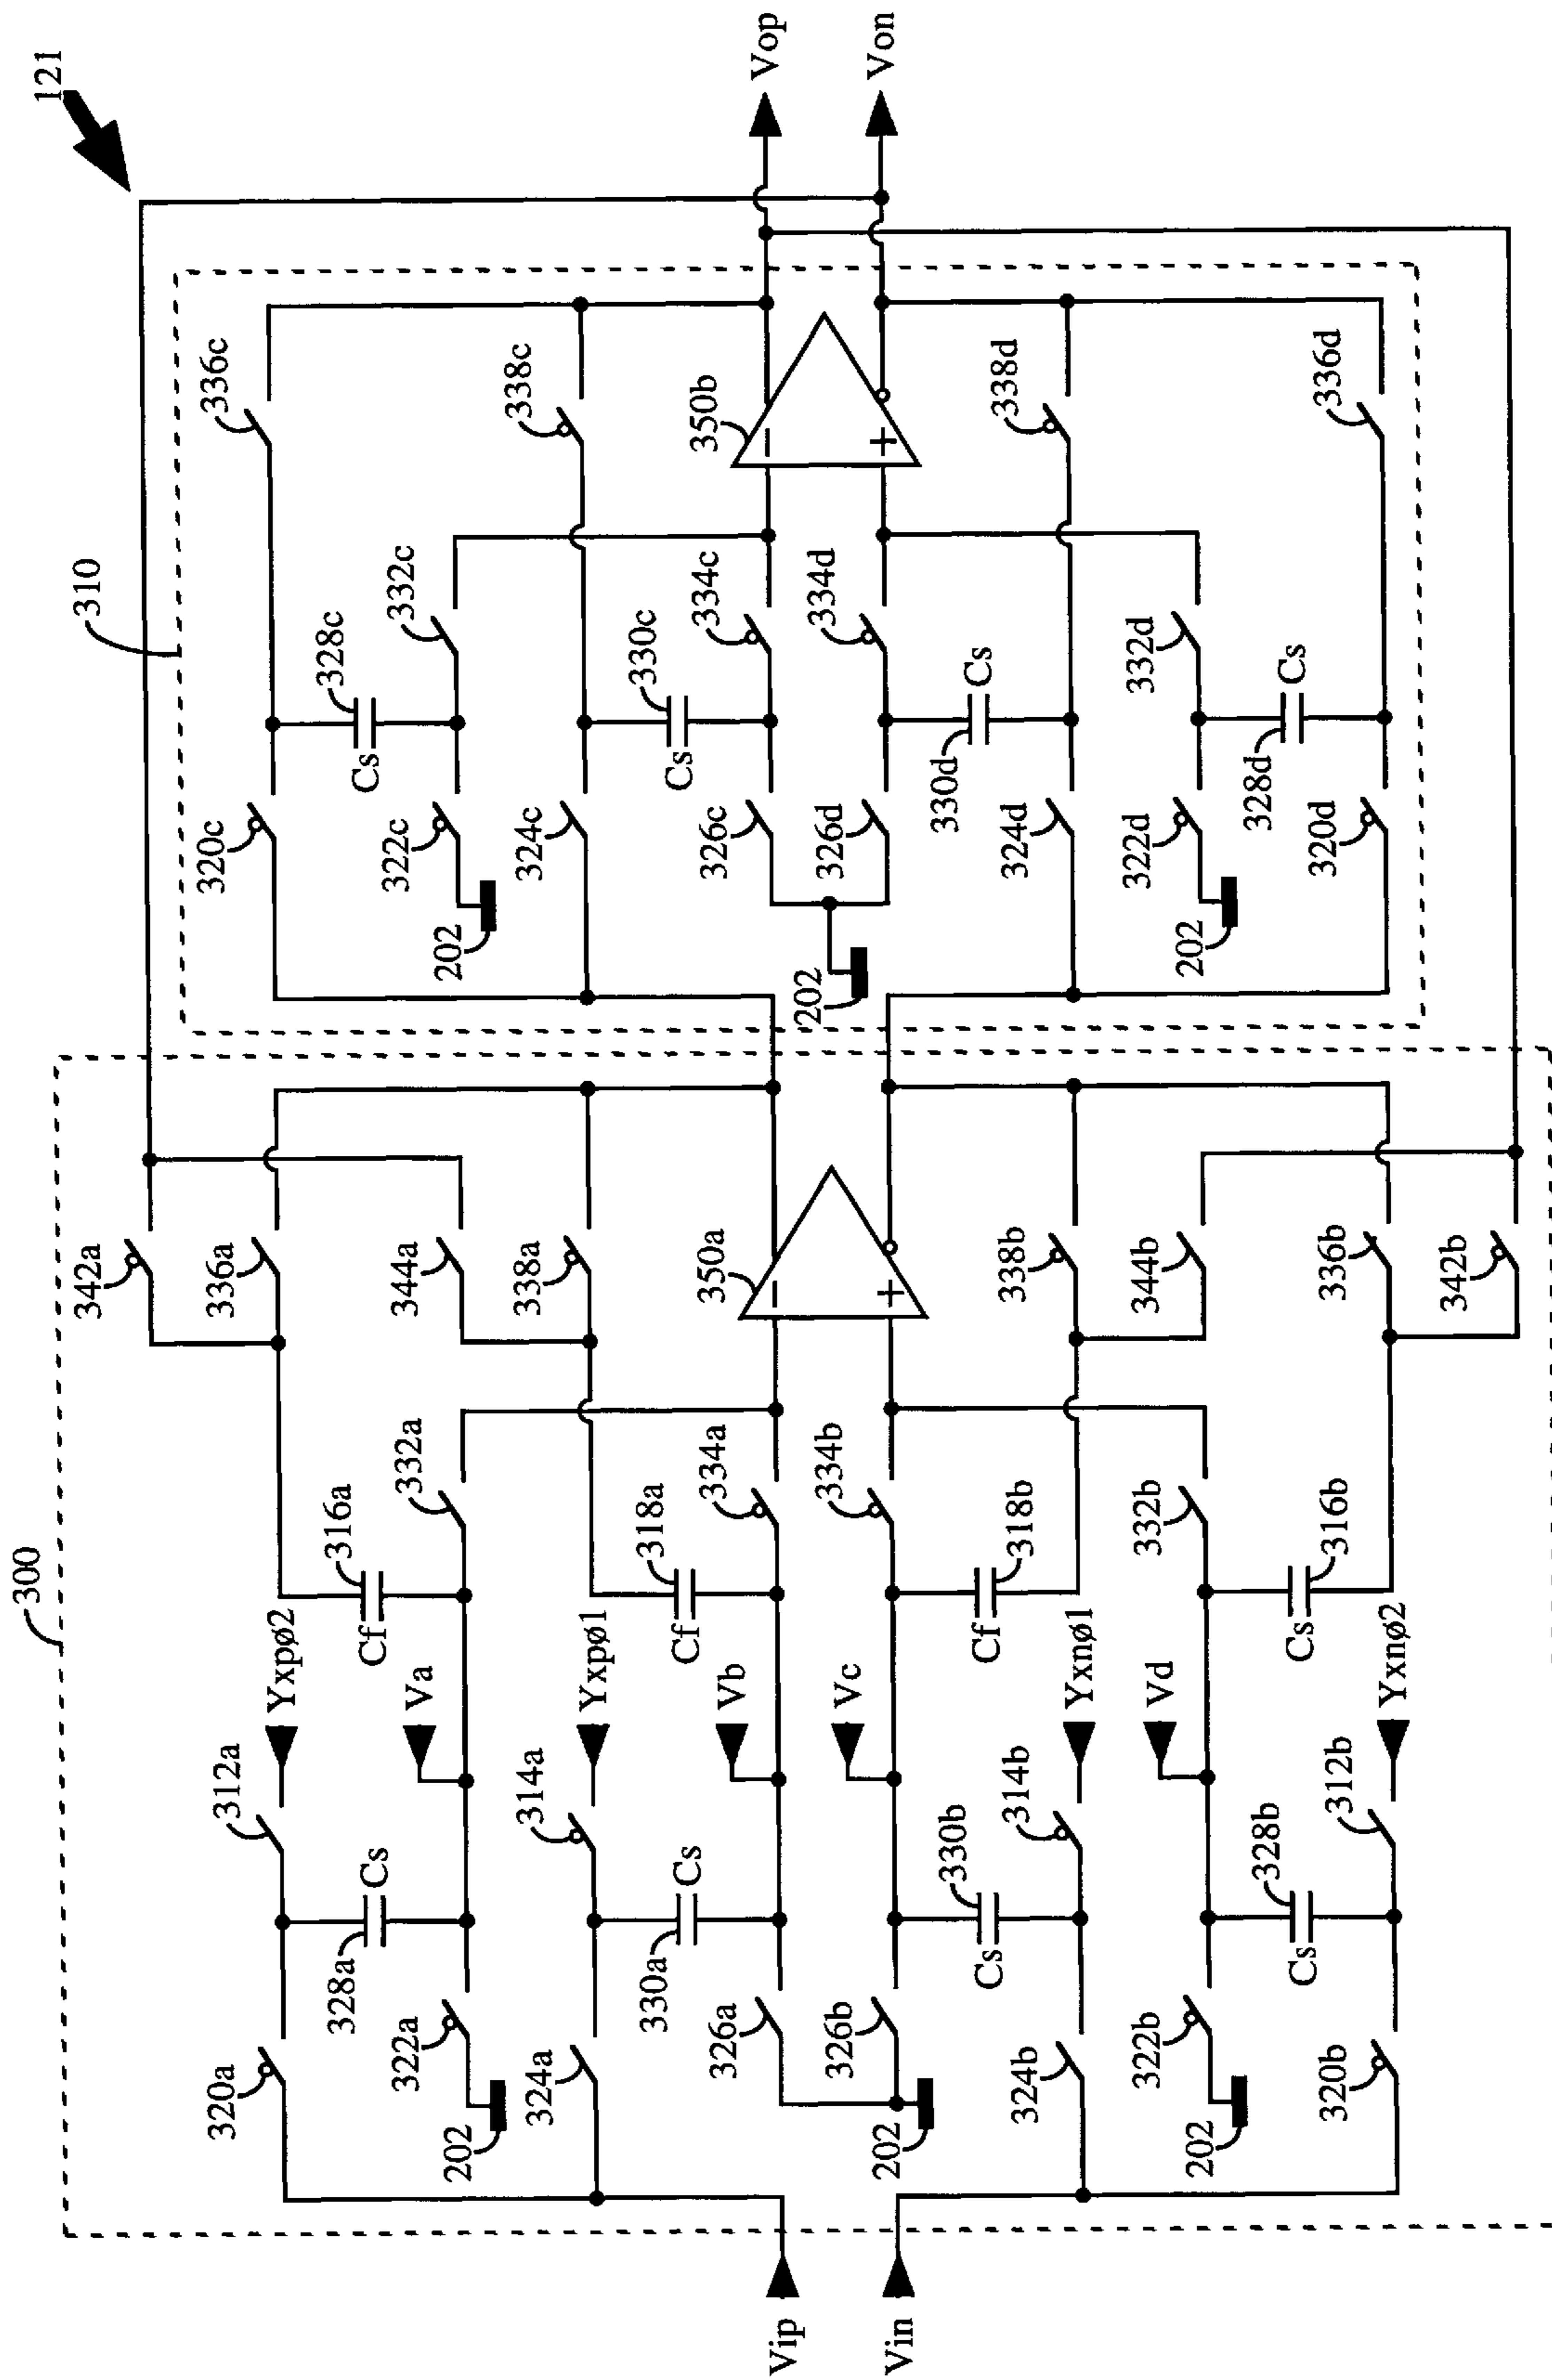 121
310
300
Vop
Von
336c
338c
350b
338d
336d
332c
334c
334d
332d
328c
330c
330d
328d
Cs
Cs
Cs
Cs
320c
322c
324c
326c
326d
324d
322d
320d
202
202
202
342a
336a
344a
338a
350a
338b
344b
336b
342b
332a
334a
334b
332b
316a
318a
318b
316b
Cf
Cf
Cf
Cs
Yxpø2
Va
Yxpø1
Vb
Vc
Yxnø1
Vd
Yxnø2
312a
314a
314b
312b
328a
Cs
330a
Cs
330b
Cs
328b
Cs
320a
322a
324a
326a
326b
324b
322b
320b
202
202
202
Vip
Vin
−
+
−
+